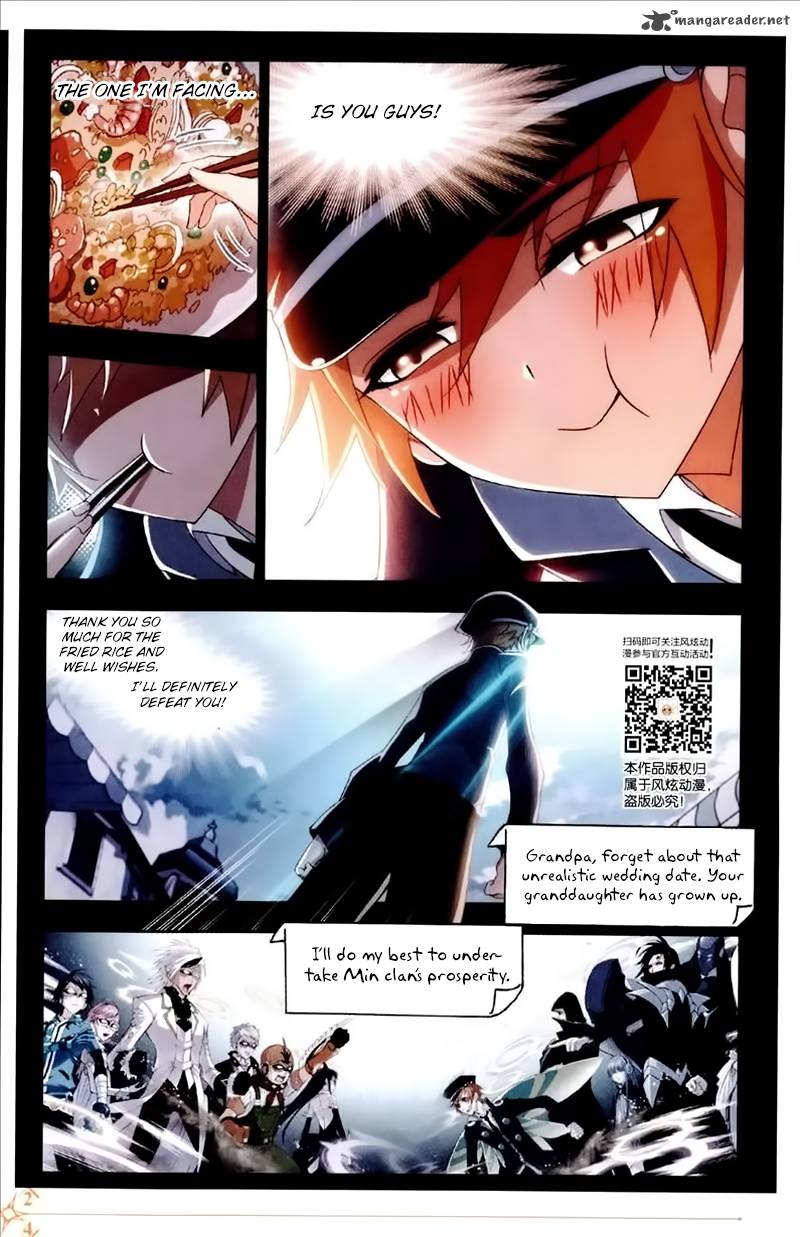 mangareader.net
THE ONE I'M FACING...
IS YOU GUYS!
THANK YOU SO
MUCH FOR THE
FRIED RICE AND
WELL WISHES.
I'LL DEFINITELY
DEFEAT YOU!
扫码即可关注风炫动
漫参与官方互动活动!
本作品版权归
属于风炫动漫,
盗版必究!
Grandpa, forget about that
unrealistic wedding date. Your
granddaughter has grown up.
I'll do my best to under-
take Min clan's prosperity.
2
4